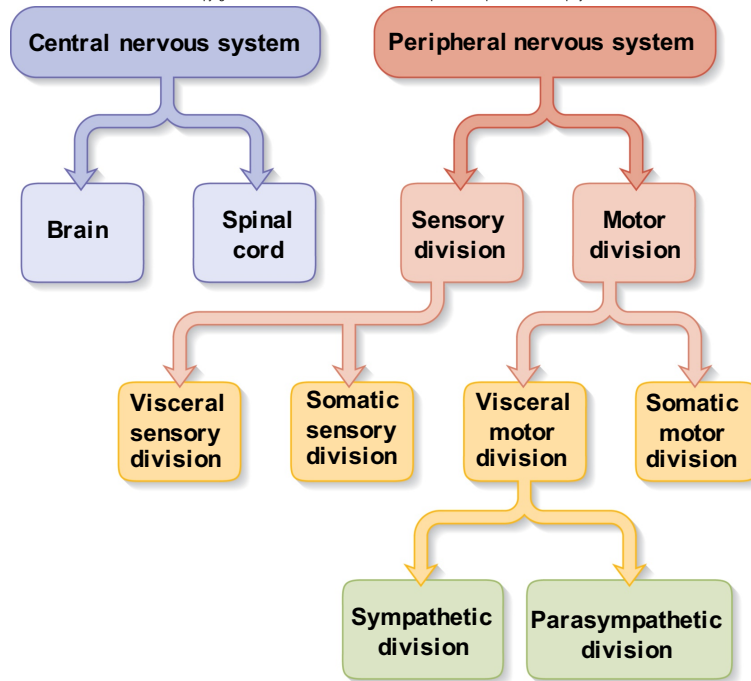 Central nervous system
Peripheral nervous system
Brain
Spinal
cord
Sensory
division
Motor
division
Visceral
sensory
division
Somatic
sensory
division
Visceral
motor
division
Somatic
motor
division
Sympathetic
division
Parasympathetic
division